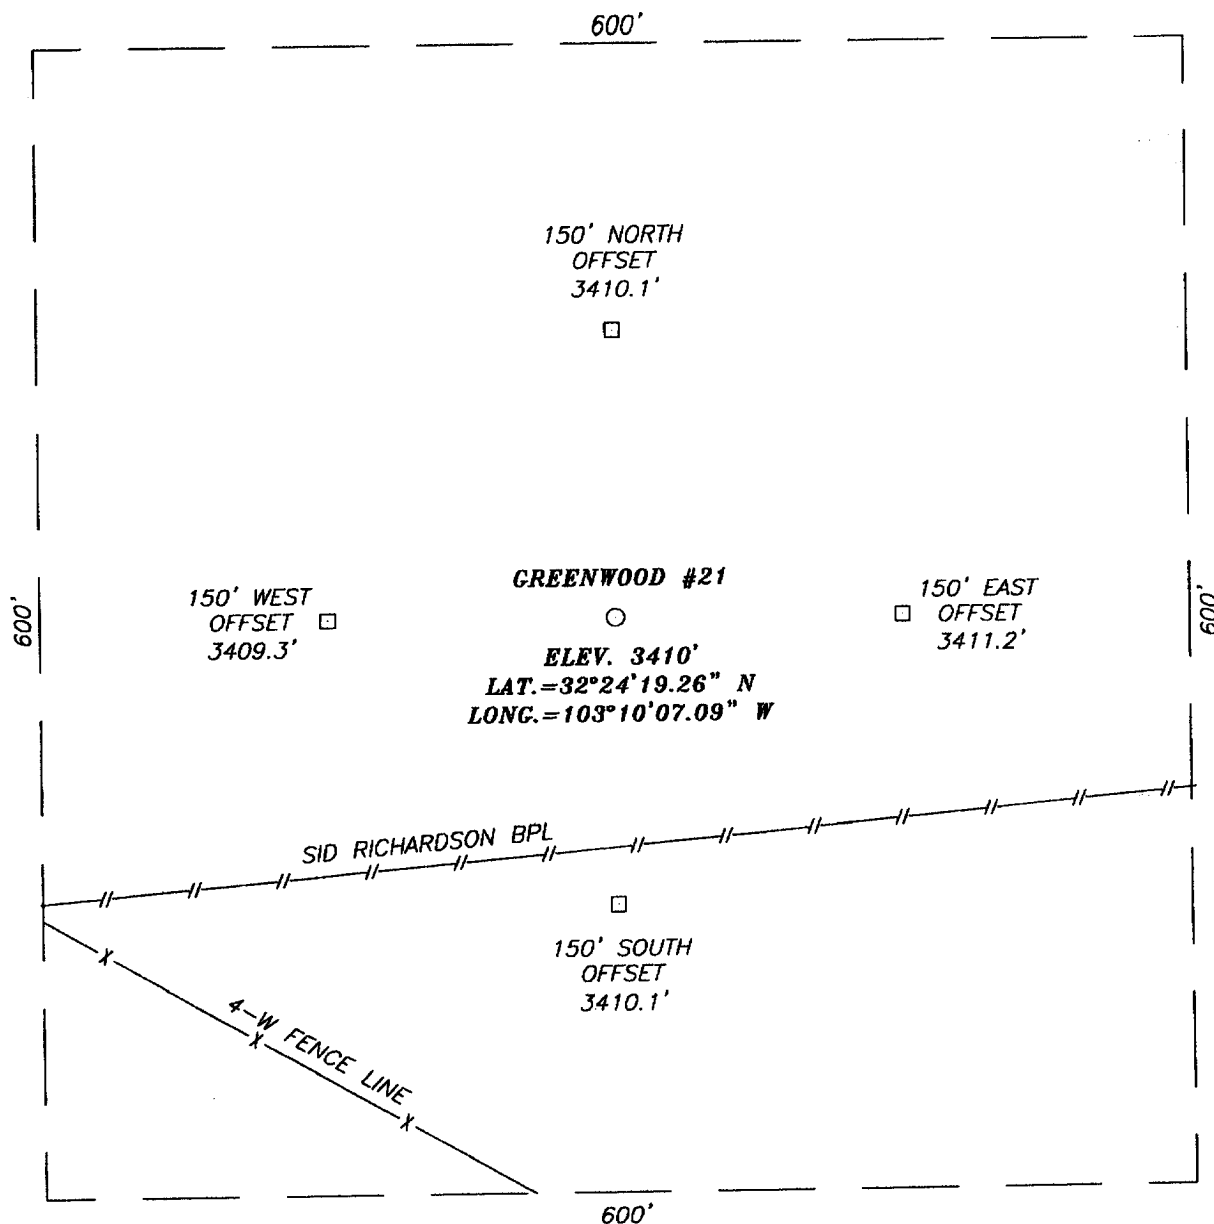 600'
150' NORTH
OFFSET
3410.1'
600'
150' WEST
OFFSET
3409.3'
GREENWOOD #21
ELEV. 3410'
LAT.=32°24'19.26" N
LONG.=103°10'07.09" W
150' EAST
OFFSET
3411.2'
600'
SID RICHARDSON BPL
150' SOUTH
OFFSET
3410.1'
4-W FENCE LINE
600'